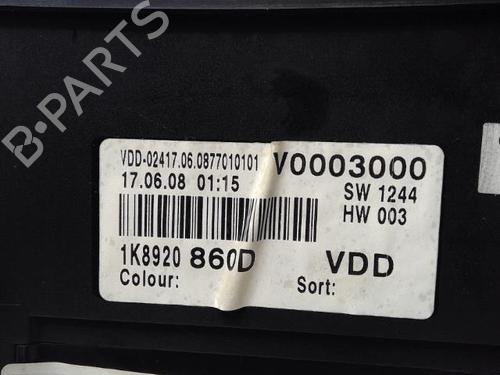 B-PARTS
VDD-02417.06.0877010101 V0003000
17.06.08 01:15 SW 1244
HW 003
1K8920 860D VDD
Colour: Sort: